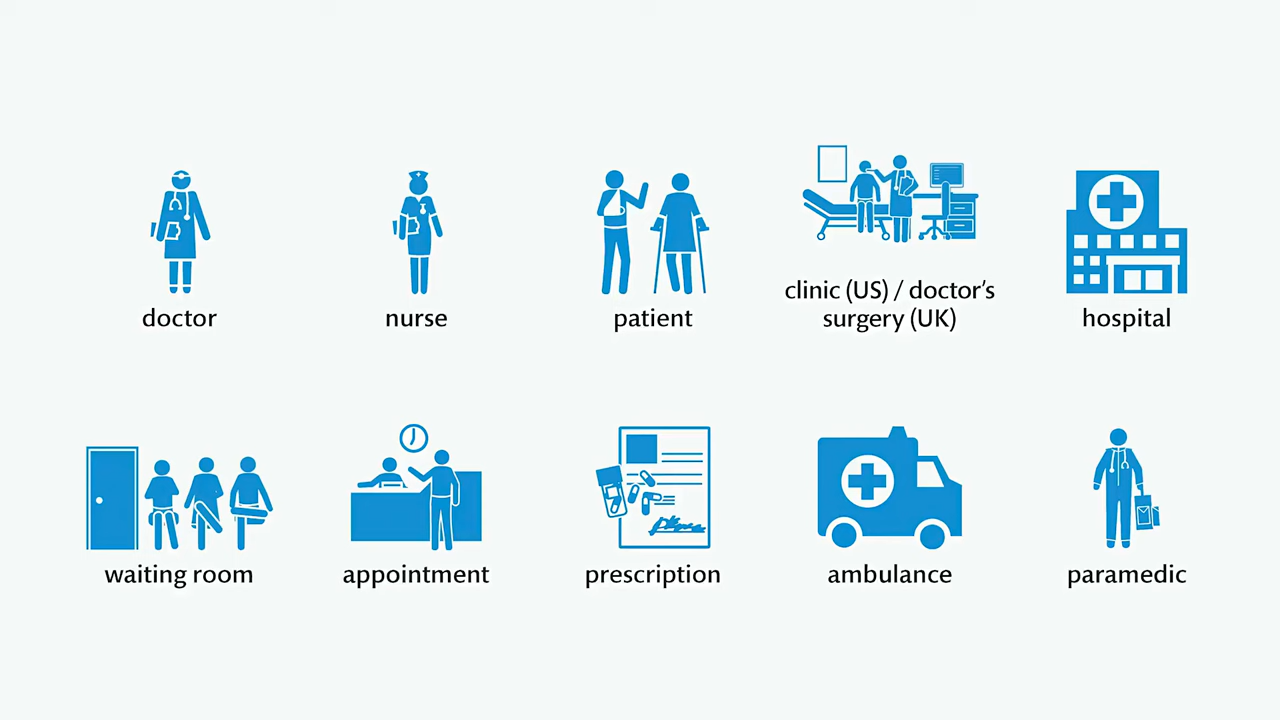 doctor
nurse
patient
clinic (US) / doctor's
surgery (UK)
hospital
waiting room
appointment
prescription
ambulance
paramedic